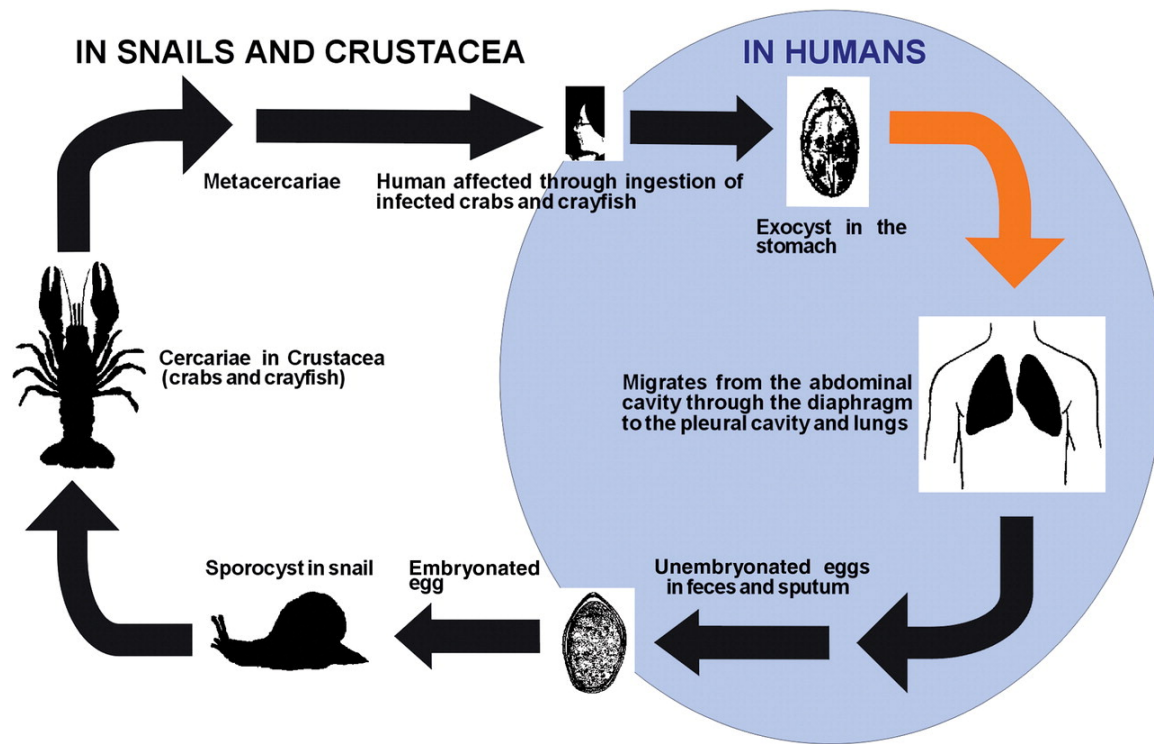 IN SNAILS AND CRUSTACEA
IN HUMANS
Metacercariae
Human affected through ingestion of
infected crabs and crayfish
Exocyst in the
stomach
Cercariae in Crustacea
(crabs and crayfish)
Migrates from the abdominal
cavity through the diaphragm
to the pleural cavity and lungs
Sporocyst in snail
Embryonated
egg
Unembryonated eggs
in feces and sputum